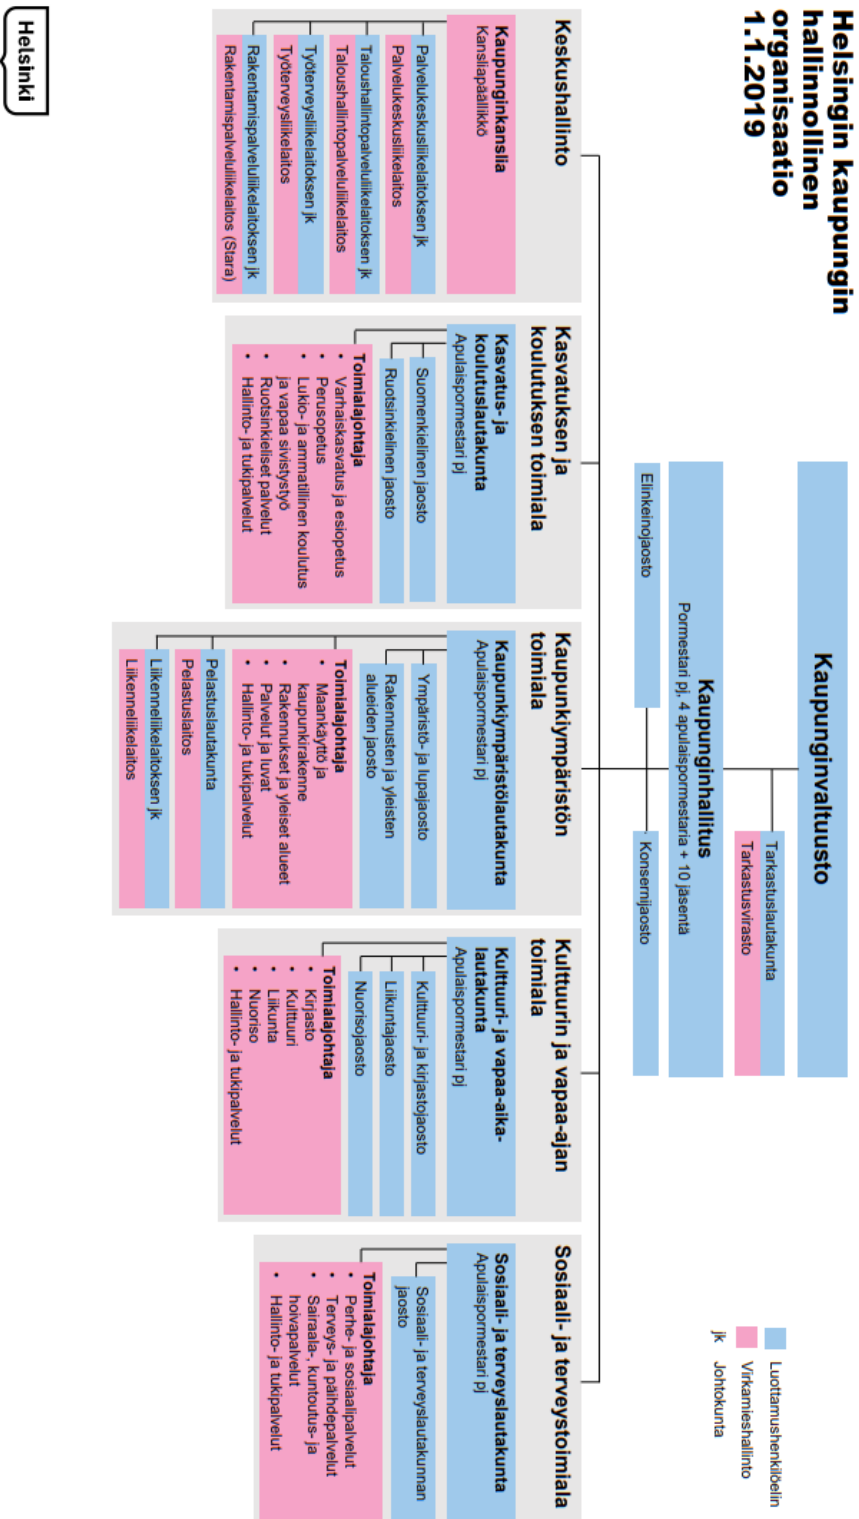 Helsingin kaupungin
hallinnollinen
organisaatio
1.1.2019
Luottamushenkilöelin
Virkamieshallinto
jk Johtokunta
Kaupunginvaltuusto
Tarkastuslautakunta
Tarkastusvirasto
Kaupunginhallitus
Pormestari pj, 4 apulaispormestaria + 10 jäsentä
Elinkeinojaosto
Konsernijaosto
Keskushallinto
Kaupunginkanslia
Kansliapäällikkö
Palvelukeskusliikelaitoksen jk
Palvelukeskusliikelaitos
Taloushallintopalveluliikelaitoksen jk
Taloushallintopalveluliikelaitos
Työterveysliikelaitoksen jk
Työterveysliikelaitos
Rakentamispalveluliikelaitoksen jk
Rakentamispalveluliikelaitos (Stara)
Kasvatuksen ja
koulutuksen toimiala
Kasvatus- ja
koulutuslautakunta
Apulaispormestari pj
Suomenkielinen jaosto
Ruotsinkielinen jaosto
Toimialajohtaja
• Varhaiskasvatus ja esiopetus
• Perusopetus
• Lukio- ja ammatillinen koulutus
ja vapaa sivistystyö
• Ruotsinkieliset palvelut
• Hallinto- ja tukipalvelut
Kaupunkiympäristön
toimiala
Kaupunkiympäristölautakunta
Apulaispormestari pj
Ympäristö- ja lupajaosto
Rakennusten ja yleisten
alueiden jaosto
Toimialajohtaja
• Maankäyttö ja
kaupunkirakenne
• Rakennukset ja yleiset alueet
• Palvelut ja luvat
• Hallinto- ja tukipalvelut
Pelastuslautakunta
Pelastuslaitos
Liikenneliikelaitoksen jk
Liikenneliikelaitos
Kulttuurin ja vapaa-ajan
toimiala
Kulttuuri- ja vapaa-aika-
lautakunta
Apulaispormestari pj
Kulttuuri- ja kirjastojaosto
Liikuntajaosto
Nuorisojaosto
Toimialajohtaja
• Kirjasto
• Kulttuuri
• Liikunta
• Nuoriso
• Hallinto- ja tukipalvelut
Sosiaali- ja terveystoimiala
Sosiaali- ja terveyslautakunta
Apulaispormestari pj
Sosiaali- ja terveyslautakunnan
jaosto
Toimialajohtaja
• Perhe- ja sosiaalipalvelut
• Terveys- ja päihdepalvelut
• Sairaala-, kuntoutus- ja
hoivapalvelut
• Hallinto- ja tukipalvelut
Helsinki